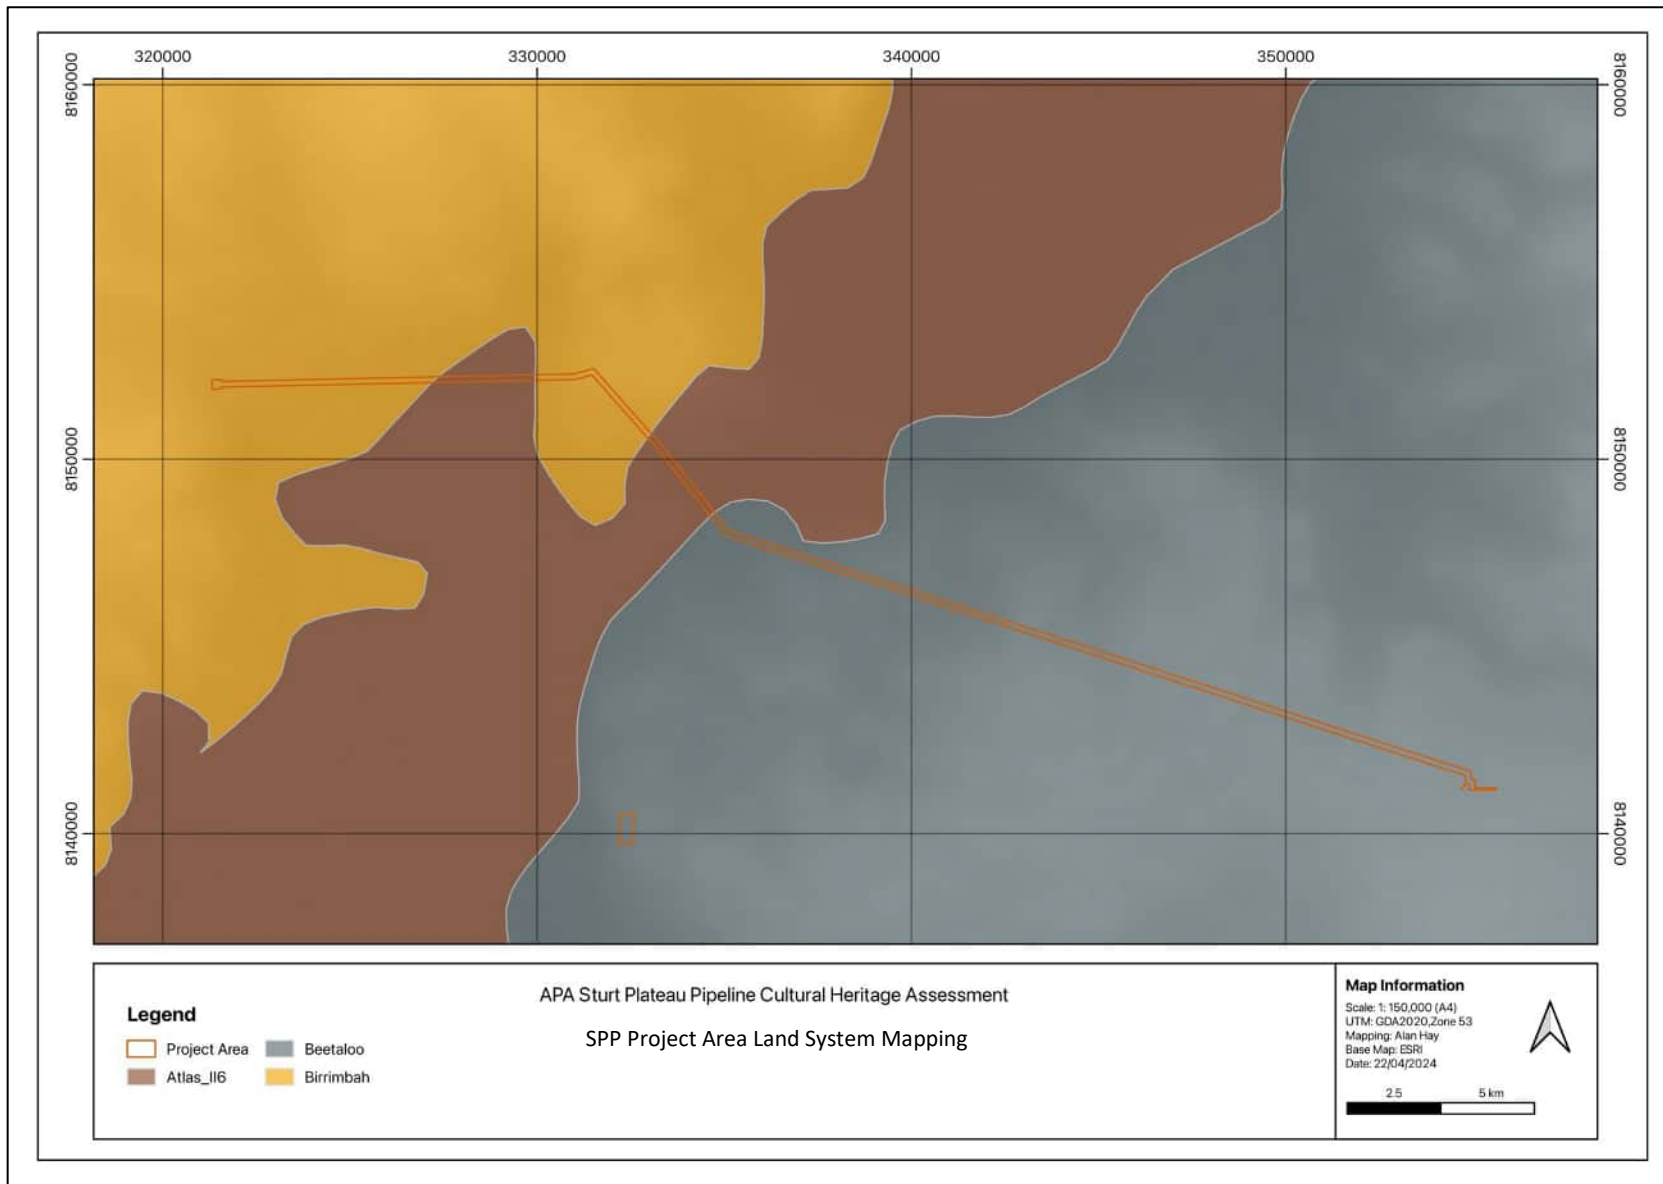 320000 330000 340000 350000
8160000 8160000
8150000 8150000
8140000 8140000
APA Sturt Plateau Pipeline Cultural Heritage Assessment
SPP Project Area Land System Mapping
Legend
Project Area Beetaloo
Atlas_II6 Birrimbah
Map Information
Scale: 1: 150,000 (A4)
UTM: GDA2020,Zone 53
Mapping: Alan Hay
Base Map: ESRI
Date: 22/04/2024
2.5 5 km